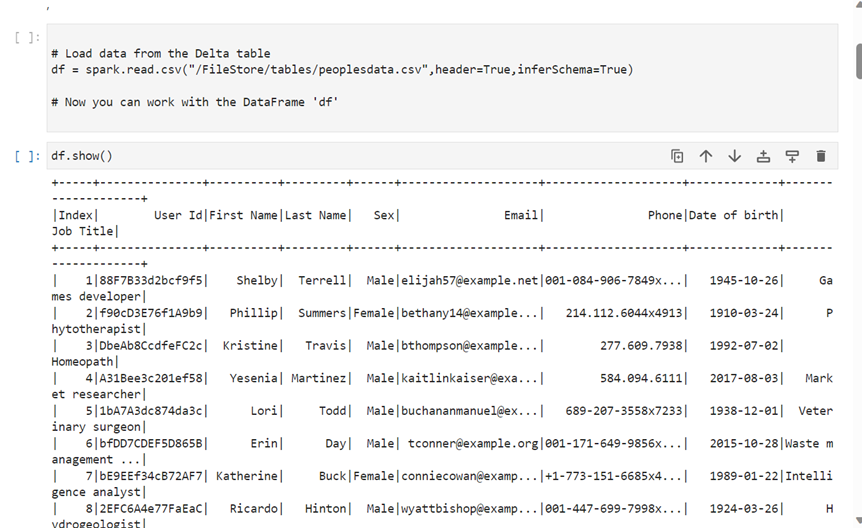 [ ]:
# Load data from the Delta table
df = spark.read.csv("/FileStore/tables/peoplesdata.csv",header=True,inferSchema=True)
# Now you can work with the DataFrame 'df'
[ ]: df.show()
+-----+---------------+----------+---------+------+--------------------+--------------------+-------------+-------
-------------+
|Index|        User Id|First Name|Last Name|   Sex|               Email|               Phone|Date of birth|
Job Title|
+-----+---------------+----------+---------+------+--------------------+--------------------+-------------+-------
-------------+
|    1|88F7B33d2bcf9f5|    Shelby|  Terrell|  Male|elijah57@example.net|001-084-906-7849x...|   1945-10-26|     Ga
mes developer|
|    2|f90cD3E76f1A9b9|   Phillip|  Summers|Female|bethany14@example...|   214.112.6044x4913|   1910-03-24|      P
hytotherapist|
|    3|DbeAb8CcdfeFC2c|  Kristine|   Travis|  Male|bthompson@example...|        277.609.7938|   1992-07-02|
Homeopath|
|    4|A31Bee3c201ef58|   Yesenia| Martinez|  Male|kaitlinkaiser@exa...|        584.094.6111|   2017-08-03|   Mark
et researcher|
|    5|1bA7A3dc874da3c|      Lori|     Todd|  Male|buchananmanuel@ex...|  689-207-3558x7233|   1938-12-01|  Veter
inary surgeon|
|    6|bfDD7CDEF5D865B|      Erin|      Day|  Male| tconner@example.org|001-171-649-9856x...|   2015-10-28|Waste m
anagement ...|
|    7|bE9EEf34cB72AF7| Katherine|     Buck|Female|conniecowan@examp...|+1-773-151-6685x4...|   1989-01-22|Intelli
gence analyst|
|    8|2EFC6A4e77FaEaC|   Ricardo|   Hinton|  Male|wyattbishop@examp...|001-447-699-7998x...|   1924-03-26|      H
ydrogeologist|